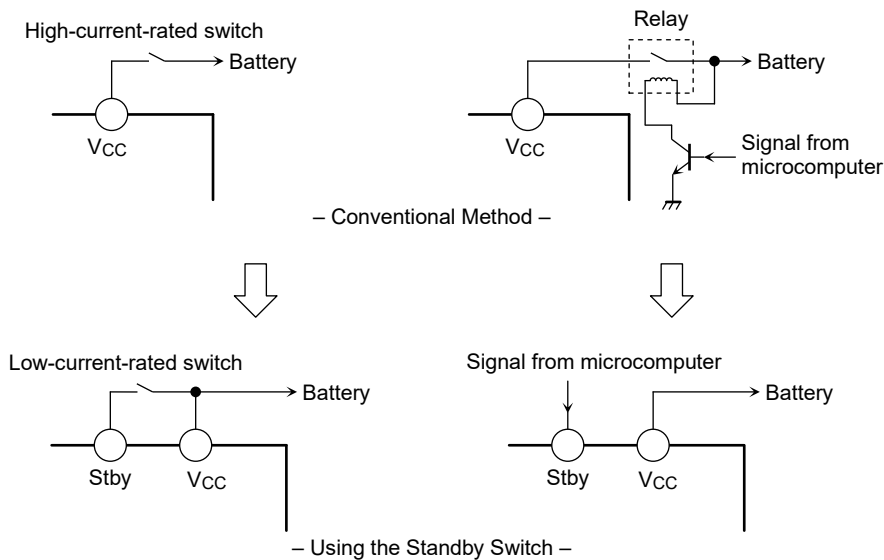 High-current-rated switch
Battery
VCC
Relay
Battery
VCC
Signal from
microcomputer
– Conventional Method –
Low-current-rated switch
Battery
Stby
VCC
Signal from microcomputer
Battery
Stby
VCC
– Using the Standby Switch –